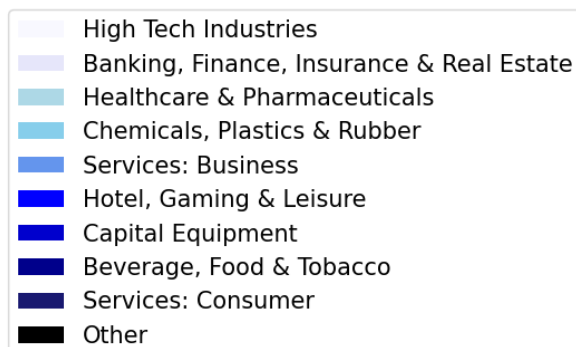 High Tech Industries
Banking, Finance, Insurance & Real Estate
Healthcare & Pharmaceuticals
Chemicals, Plastics & Rubber
Services: Business
Hotel, Gaming & Leisure
Capital Equipment
Beverage, Food & Tobacco
Services: Consumer
Other